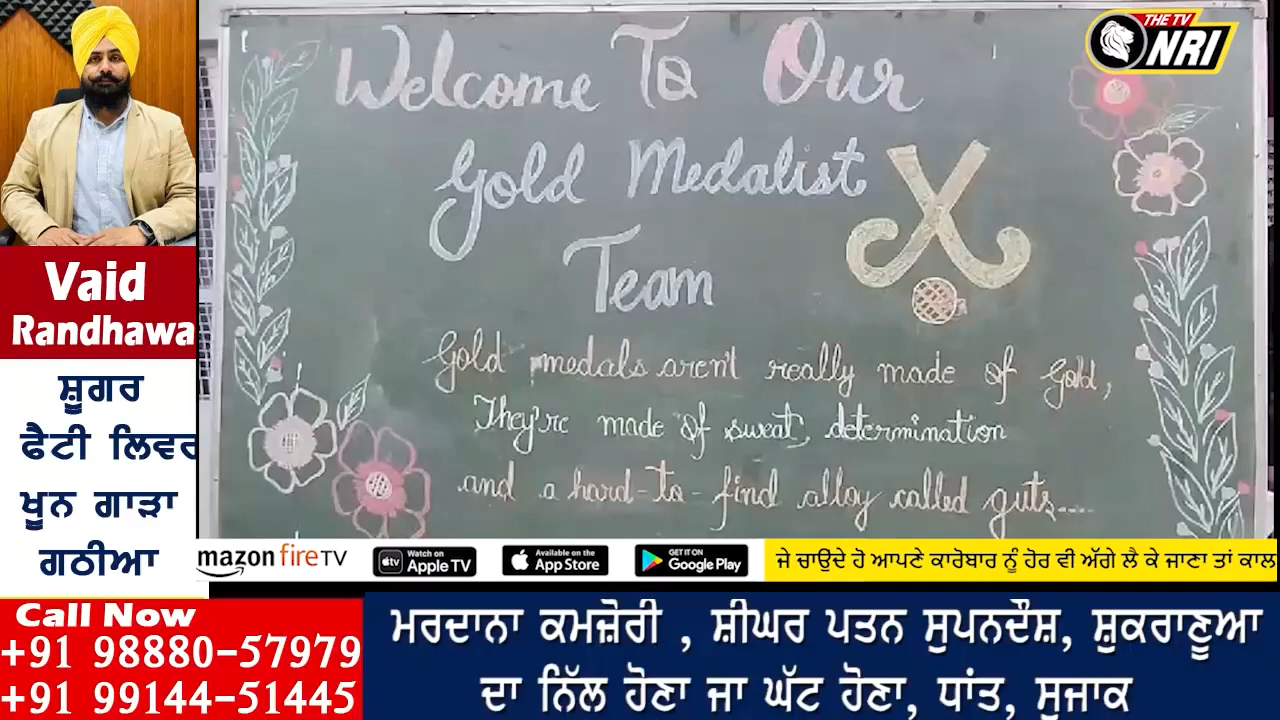 THE TV
NRI
Welcome To Our
Gold Medalist
Team
Gold medals aren't really made of Gold,
They're made of sweat, determination
and a hard-to-find alloy called guts....
Vaid
Randhawa
ਸ਼ੂਗਰ
ਫੈਟੀ ਲਿਵਰ
ਖੂਨ ਗਾੜਾ
ਗਠੀਆ
mazon fireTV
Watch on
Apple TV
Available on the
App Store
GET IT ON
Google Play
ਜੇ ਚਾਉਂਦੇ ਹੋ ਆਪਣੇ ਕਾਰੋਬਾਰ ਨੂੰ ਹੋਰ ਵੀ ਅੱਗੇ ਲੈ ਕੇ ਜਾਣਾ ਤਾਂ ਕਾਲ
Call Now
+91 98880-57979
+91 99144-51445
ਮਰਦਾਨਾ ਕਮਜ਼ੋਰੀ , ਸ਼ੀਘਰ ਪਤਨ ਸੁਪਨਦੌਸ਼, ਸ਼ੁਕਰਾਣੂਆ
ਦਾ ਨਿੱਲ ਹੋਣਾ ਜਾ ਘੱਟ ਹੋਣਾ, ਧਾਂਤ, ਸੁਜਾਕ